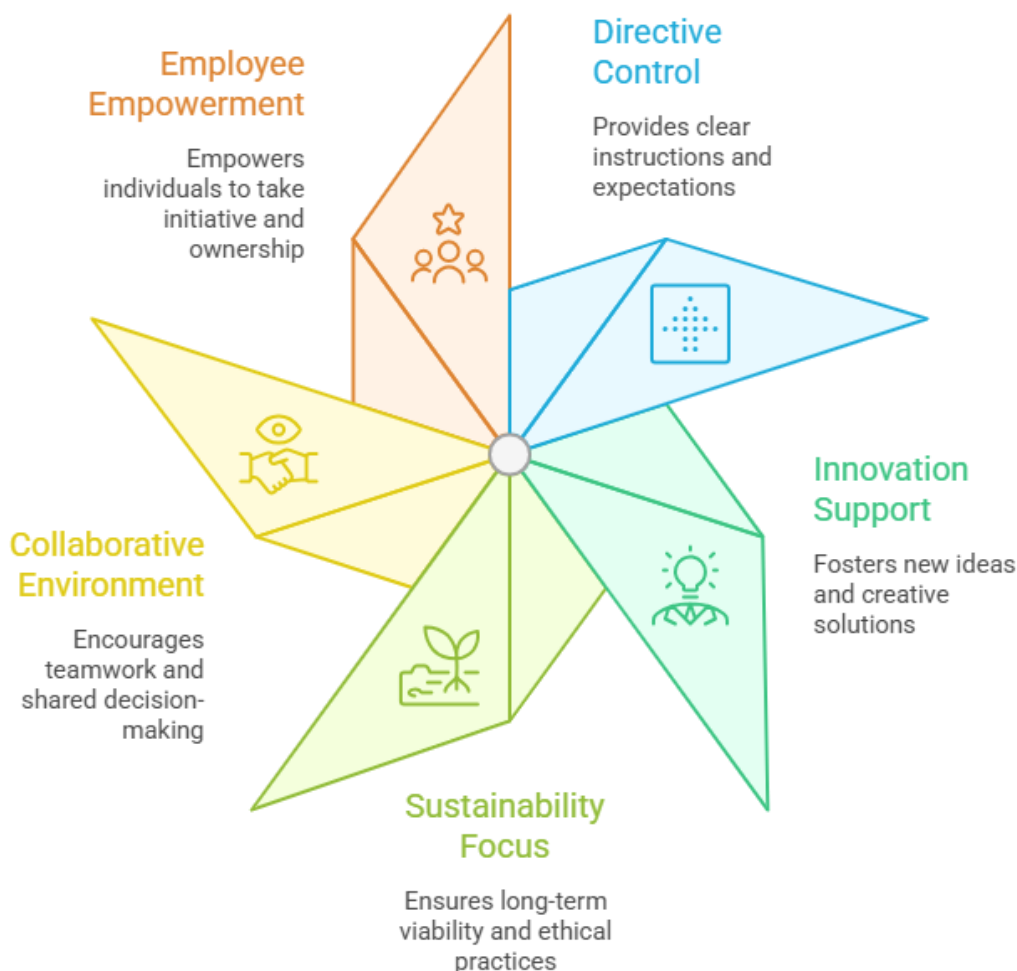 Employee
Empowerment
Empowers
individuals to take
initiative and
ownership
Directive
Control
Provides clear
instructions and
expectations
Innovation
Support
Fosters new ideas
and creative
solutions
Collaborative
Environment
Encourages
teamwork and
shared decision-
making
Sustainability
Focus
Ensures long-term
viability and ethical
practices